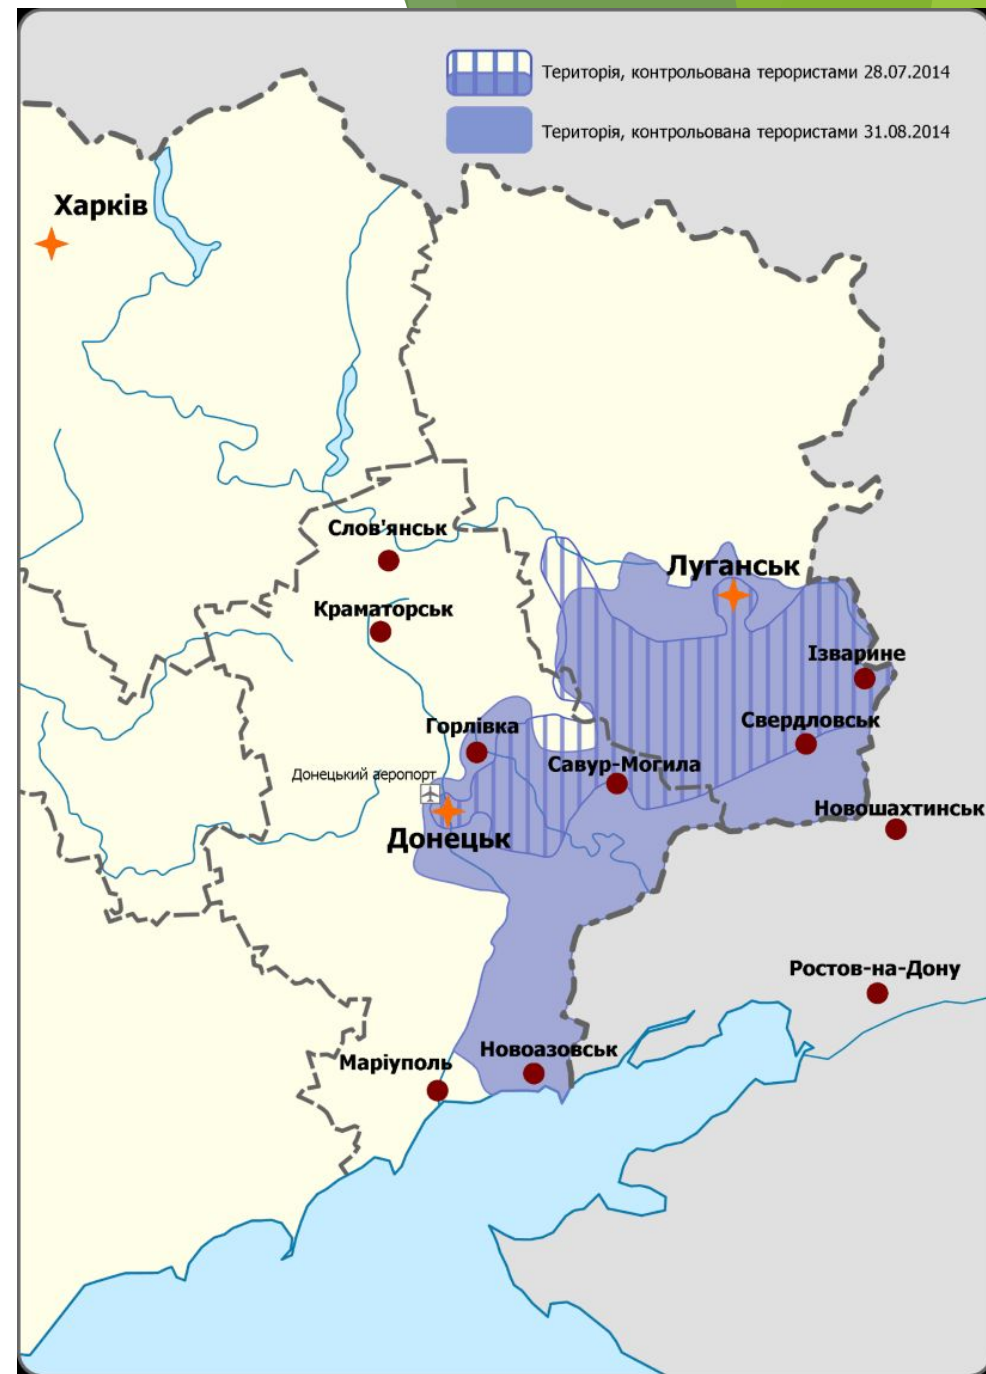 Територія, контрольована терористами 28.07.2014
Територія, контрольована терористами 31.08.2014
Харків
Слов'янськ
Луганськ
Краматорськ
Ізварине
Свердловськ
Горлівка
Савур-Могила
Донецький аеропорт
Новошахтинськ
Донецьк
Ростов-на-Дону
Новоазовськ
Маріуполь